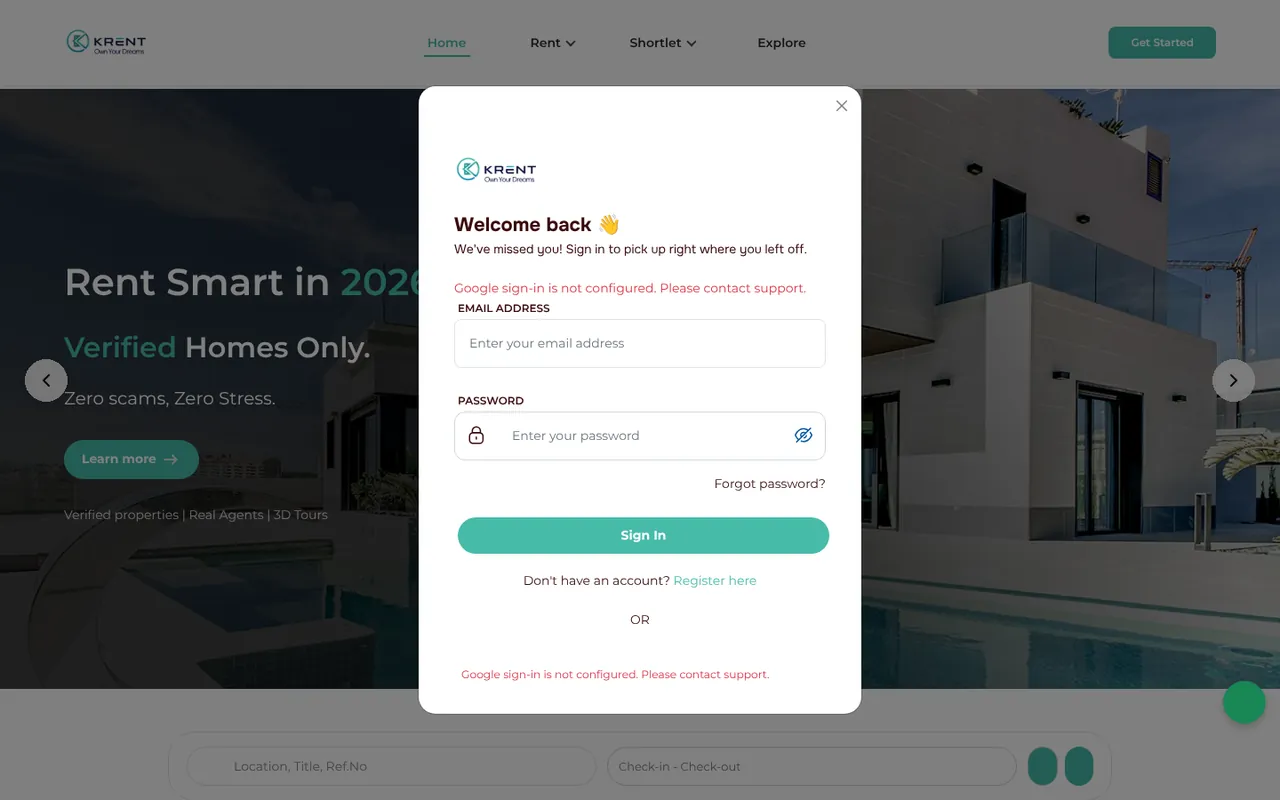 KRENT
Own Your Dreams
Home
Rent
Shortlet
Explore
Get Started
KRENT
Own Your Dreams
Welcome back 👋
We've missed you! Sign in to pick up right where you left off.
Google sign-in is not configured. Please contact support.
EMAIL ADDRESS
Enter your email address
PASSWORD
Enter your password
Forgot password?
Sign In
Don't have an account? Register here
OR
Google sign-in is not configured. Please contact support.
Rent Smart in 2026
Verified Homes Only.
Zero scams, Zero Stress.
Learn more →
Verified properties | Real Agents | 3D Tours
Location, Title, Ref.No
Check-in - Check-out